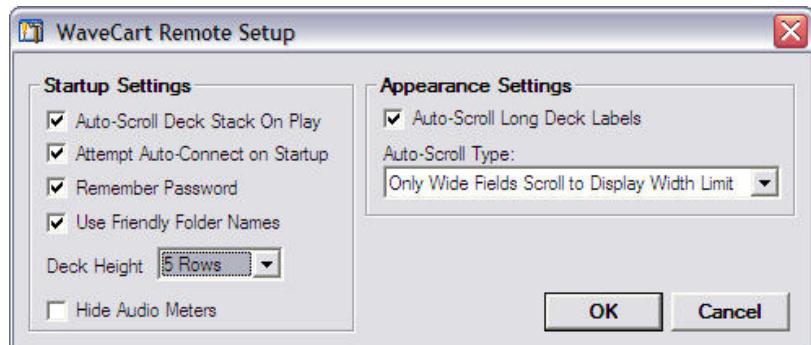 WaveCart Remote Setup
Startup Settings
Auto-Scroll Deck Stack On Play
Attempt Auto-Connect on Startup
Remember Password
Use Friendly Folder Names
Deck Height 5 Rows
Hide Audio Meters
Appearance Settings
Auto-Scroll Long Deck Labels
Auto-Scroll Type:
Only Wide Fields Scroll to Display Width Limit
OK Cancel